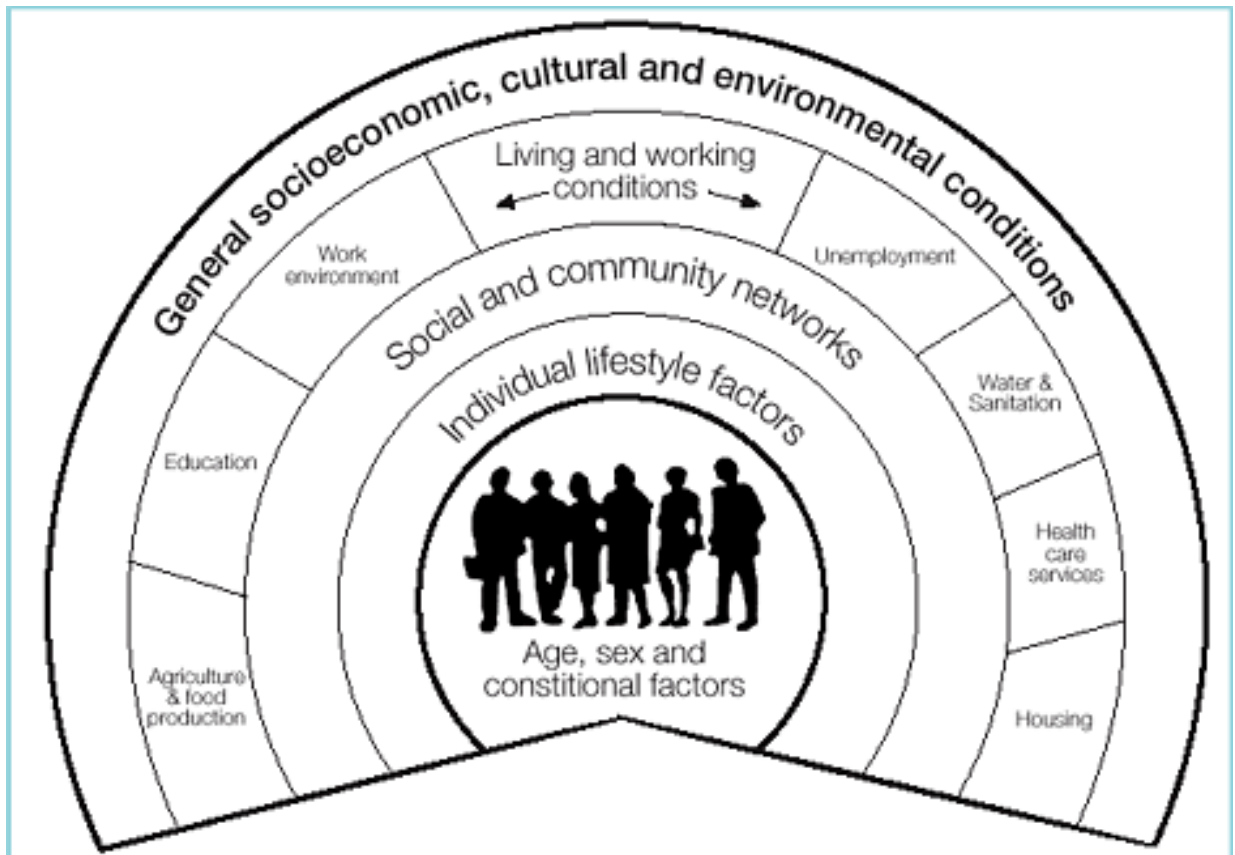 General socioeconomic, cultural and environmental conditions
Living and working
conditions
Work
environment
Unemployment
Social and community networks
Individual lifestyle factors
Education
Water &
Sanitation
Health
care
services
Agriculture
& food
production
Age, sex and
constitional factors
Housing